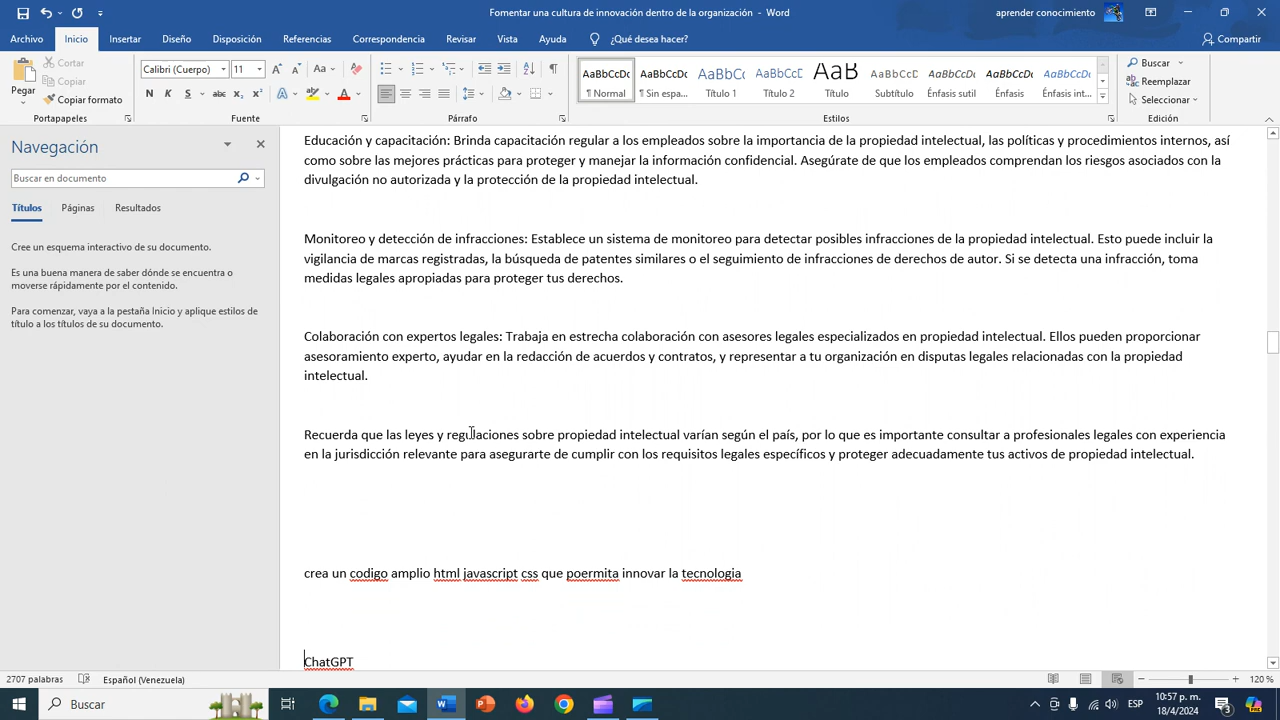 Fomentar una cultura de innovación dentro de la organización - Word
aprender conocimiento
Archivo Inicio Insertar Diseño Disposición Referencias Correspondencia Revisar Vista Ayuda ¿Qué desea hacer? Compartir
Pegar
Cortar
Copiar
Copiar formato
Portapapeles
Calibri (Cuerpo) 11
Aa
N K S abc x₂ x² A A
Fuente
Párrafo
AaBbCcDc AaBbCcDc AaBbCc AaBbCcD AaB AaBbCcD AaBbCcDc AaBbCcDc AaBbCcDc
¶ Normal ¶ Sin espa... Título 1 Título 2 Título Subtítulo Énfasis sutil Énfasis Énfasis int...
Estilos
Buscar
Reemplazar
Seleccionar
Edición
Navegación
Buscar en documento
Títulos Páginas Resultados
Cree un esquema interactivo de su documento.
Es una buena manera de saber dónde se encuentra o
moverse rápidamente por el contenido.
Para comenzar, vaya a la pestaña Inicio y aplique estilos de
título a los títulos de su documento.
Educación y capacitación: Brinda capacitación regular a los empleados sobre la importancia de la propiedad intelectual, las políticas y procedimientos internos, así
como sobre las mejores prácticas para proteger y manejar la información confidencial. Asegúrate de que los empleados comprendan los riesgos asociados con la
divulgación no autorizada y la protección de la propiedad intelectual.
Monitoreo y detección de infracciones: Establece un sistema de monitoreo para detectar posibles infracciones de la propiedad intelectual. Esto puede incluir la
vigilancia de marcas registradas, la búsqueda de patentes similares o el seguimiento de infracciones de derechos de autor. Si se detecta una infracción, toma
medidas legales apropiadas para proteger tus derechos.
Colaboración con expertos legales: Trabaja en estrecha colaboración con asesores legales especializados en propiedad intelectual. Ellos pueden proporcionar
asesoramiento experto, ayudar en la redacción de acuerdos y contratos, y representar a tu organización en disputas legales relacionadas con la propiedad
intelectual.
Recuerda que las leyes y regulaciones sobre propiedad intelectual varían según el país, por lo que es importante consultar a profesionales legales con experiencia
en la jurisdicción relevante para asegurarte de cumplir con los requisitos legales específicos y proteger adecuadamente tus activos de propiedad intelectual.
crea un codigo amplio html javascript css que poermita innovar la tecnologia
ChatGPT
2707 palabras Español (Venezuela) 120 %
Buscar
ESP
10:57 p. m.
18/4/2024